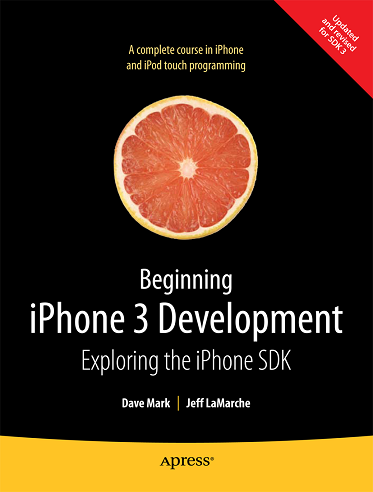 Updated
and revised
for SDK 3
A complete course in iPhone
and iPod touch programming
Beginning
iPhone 3 Development
Exploring the iPhone SDK
Dave Mark | Jeff LaMarche
Apress®